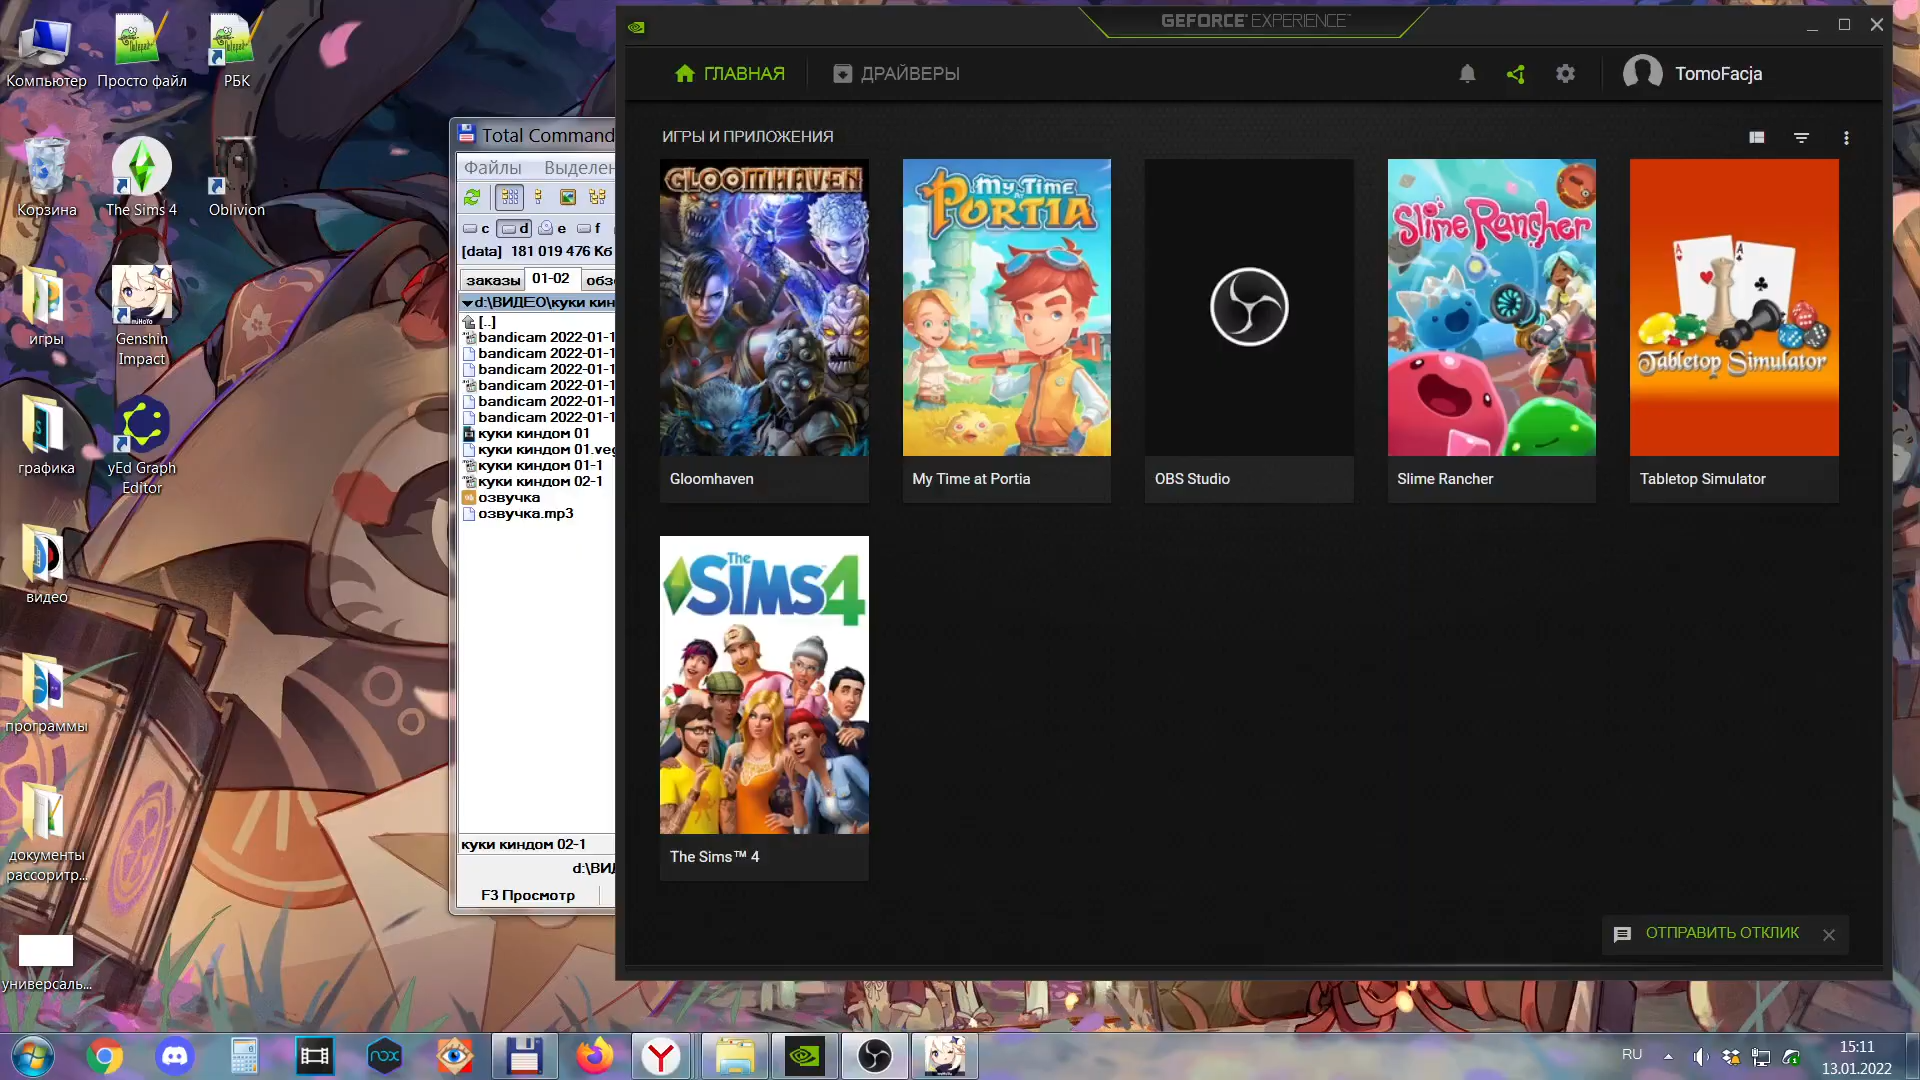 Компьютер
Просто файл
РБК
Корзина
The Sims 4
Oblivion
игры
Genshin
Impact
графика
yEd Graph
Editor
видео
программы
документы
рассоритр...
универсаль...
Total Command
Файлы
Выделен
c
d
e
f
[data] 181 019 476 Кб
заказы
01-02
обз
d:\ВИДЕО\куки кин
[..]
bandicam 2022-01-1
bandicam 2022-01-1
bandicam 2022-01-1
bandicam 2022-01-1
bandicam 2022-01-1
bandicam 2022-01-1
куки киндом 01
куки киндом 01.veg
куки киндом 01-1
куки киндом 02-1
озвучка
озвучка.mp3
куки киндом 02-1
d:\ВИД
F3 Просмотр
GEFORCE EXPERIENCE
ГЛАВНАЯ
ДРАЙВЕРЫ
TomoFacja
ИГРЫ И ПРИЛОЖЕНИЯ
GLOOMHAVEN
My Time
AT
PORTIA
Slime Rancher
Tabletop Simulator
Gloomhaven
My Time at Portia
OBS Studio
Slime Rancher
Tabletop Simulator
The SIMS 4
The Sims™ 4
ОТПРАВИТЬ ОТКЛИК
nox
RU
15:11
13.01.2022